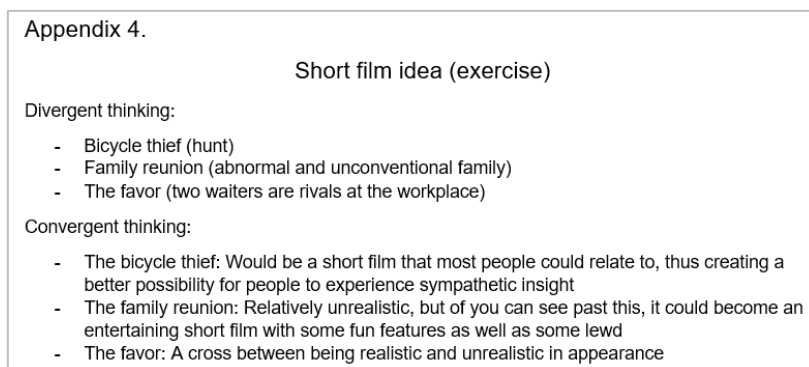 Appendix 4.
Short film idea (exercise)
Divergent thinking:
- Bicycle thief (hunt)
- Family reunion (abnormal and unconventional family)
- The favor (two waiters are rivals at the workplace)
Convergent thinking:
- The bicycle thief: Would be a short film that most people could relate to, thus creating a
better possibility for people to experience sympathetic insight
- The family reunion: Relatively unrealistic, but of you can see past this, it could become an
entertaining short film with some fun features as well as some lewd
- The favor: A cross between being realistic and unrealistic in appearance